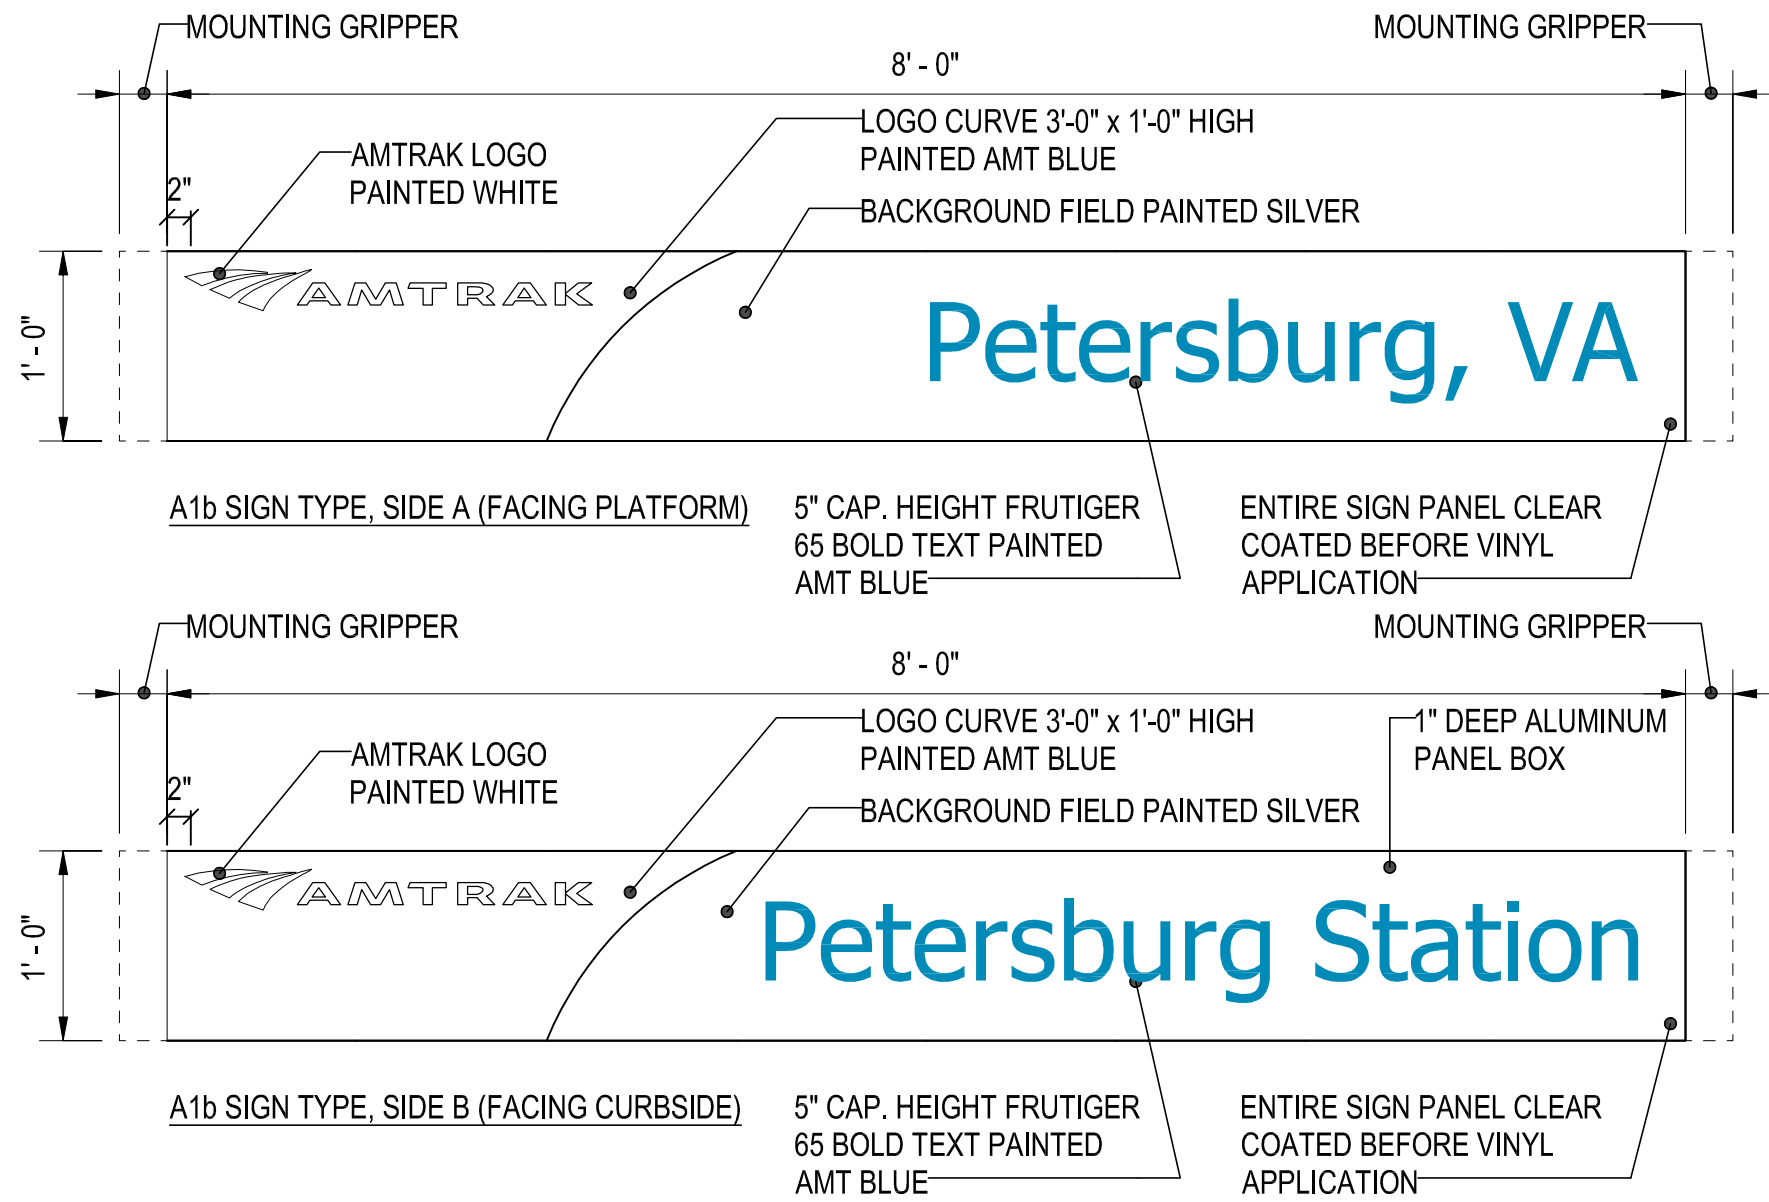 MOUNTING GRIPPER
MOUNTING GRIPPER
8' - 0"
LOGO CURVE 3'-0" x 1'-0" HIGH
PAINTED AMT BLUE
AMTRAK LOGO
PAINTED WHITE
2"
BACKGROUND FIELD PAINTED SILVER
1' - 0"
AMTRAK
Petersburg, VA
A1b SIGN TYPE, SIDE A (FACING PLATFORM)
5" CAP. HEIGHT FRUTIGER
65 BOLD TEXT PAINTED
AMT BLUE
ENTIRE SIGN PANEL CLEAR
COATED BEFORE VINYL
APPLICATION
MOUNTING GRIPPER
MOUNTING GRIPPER
8' - 0"
LOGO CURVE 3'-0" x 1'-0" HIGH
PAINTED AMT BLUE
1" DEEP ALUMINUM
PANEL BOX
AMTRAK LOGO
PAINTED WHITE
2"
BACKGROUND FIELD PAINTED SILVER
1' - 0"
AMTRAK
Petersburg Station
A1b SIGN TYPE, SIDE B (FACING CURBSIDE)
5" CAP. HEIGHT FRUTIGER
65 BOLD TEXT PAINTED
AMT BLUE
ENTIRE SIGN PANEL CLEAR
COATED BEFORE VINYL
APPLICATION